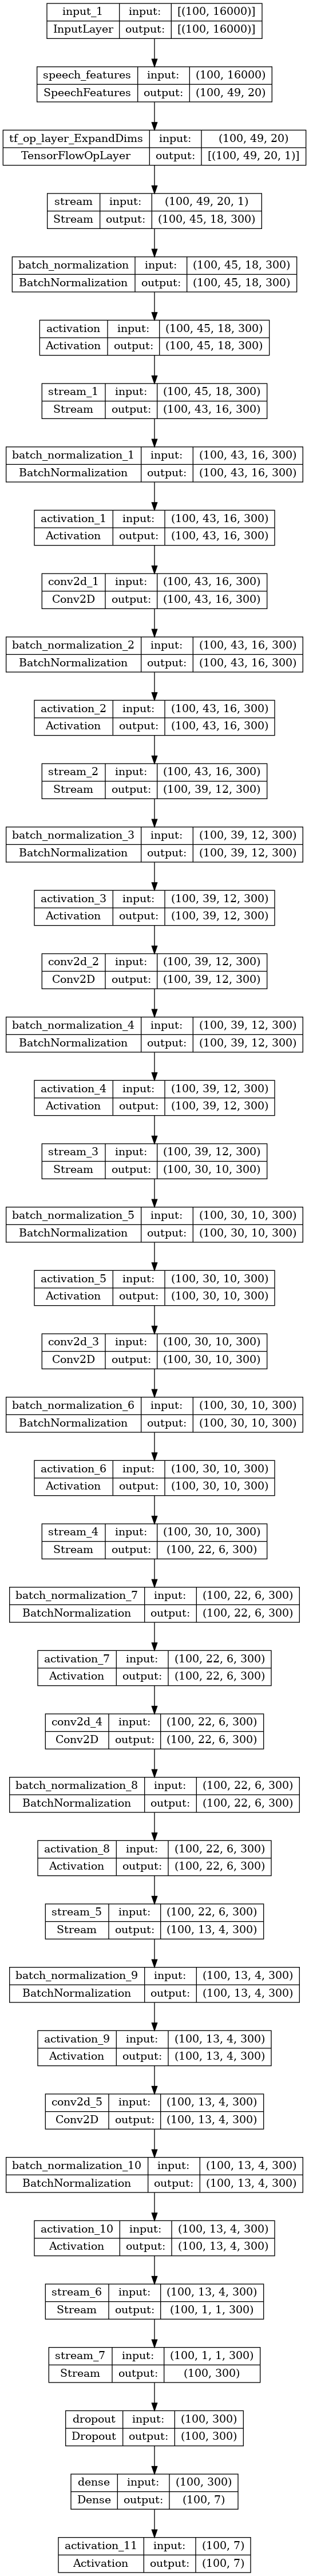 input_1 input: [(100, 16000)]
InputLayer output: [(100, 16000)]
speech_features input: (100, 16000)
SpeechFeatures output: (100, 49, 20)
tf_op_layer_ExpandDims input: (100, 49, 20)
TensorFlowOpLayer output: [(100, 49, 20, 1)]
stream input: (100, 49, 20, 1)
Stream output: (100, 45, 18, 300)
batch_normalization input: (100, 45, 18, 300)
BatchNormalization output: (100, 45, 18, 300)
activation input: (100, 45, 18, 300)
Activation output: (100, 45, 18, 300)
stream_1 input: (100, 45, 18, 300)
Stream output: (100, 43, 16, 300)
batch_normalization_1 input: (100, 43, 16, 300)
BatchNormalization output: (100, 43, 16, 300)
activation_1 input: (100, 43, 16, 300)
Activation output: (100, 43, 16, 300)
conv2d_1 input: (100, 43, 16, 300)
Conv2D output: (100, 43, 16, 300)
batch_normalization_2 input: (100, 43, 16, 300)
BatchNormalization output: (100, 43, 16, 300)
activation_2 input: (100, 43, 16, 300)
Activation output: (100, 43, 16, 300)
stream_2 input: (100, 43, 16, 300)
Stream output: (100, 39, 12, 300)
batch_normalization_3 input: (100, 39, 12, 300)
BatchNormalization output: (100, 39, 12, 300)
activation_3 input: (100, 39, 12, 300)
Activation output: (100, 39, 12, 300)
conv2d_2 input: (100, 39, 12, 300)
Conv2D output: (100, 39, 12, 300)
batch_normalization_4 input: (100, 39, 12, 300)
BatchNormalization output: (100, 39, 12, 300)
activation_4 input: (100, 39, 12, 300)
Activation output: (100, 39, 12, 300)
stream_3 input: (100, 39, 12, 300)
Stream output: (100, 30, 10, 300)
batch_normalization_5 input: (100, 30, 10, 300)
BatchNormalization output: (100, 30, 10, 300)
activation_5 input: (100, 30, 10, 300)
Activation output: (100, 30, 10, 300)
conv2d_3 input: (100, 30, 10, 300)
Conv2D output: (100, 30, 10, 300)
batch_normalization_6 input: (100, 30, 10, 300)
BatchNormalization output: (100, 30, 10, 300)
activation_6 input: (100, 30, 10, 300)
Activation output: (100, 30, 10, 300)
stream_4 input: (100, 30, 10, 300)
Stream output: (100, 22, 6, 300)
batch_normalization_7 input: (100, 22, 6, 300)
BatchNormalization output: (100, 22, 6, 300)
activation_7 input: (100, 22, 6, 300)
Activation output: (100, 22, 6, 300)
conv2d_4 input: (100, 22, 6, 300)
Conv2D output: (100, 22, 6, 300)
batch_normalization_8 input: (100, 22, 6, 300)
BatchNormalization output: (100, 22, 6, 300)
activation_8 input: (100, 22, 6, 300)
Activation output: (100, 22, 6, 300)
stream_5 input: (100, 22, 6, 300)
Stream output: (100, 13, 4, 300)
batch_normalization_9 input: (100, 13, 4, 300)
BatchNormalization output: (100, 13, 4, 300)
activation_9 input: (100, 13, 4, 300)
Activation output: (100, 13, 4, 300)
conv2d_5 input: (100, 13, 4, 300)
Conv2D output: (100, 13, 4, 300)
batch_normalization_10 input: (100, 13, 4, 300)
BatchNormalization output: (100, 13, 4, 300)
activation_10 input: (100, 13, 4, 300)
Activation output: (100, 13, 4, 300)
stream_6 input: (100, 13, 4, 300)
Stream output: (100, 1, 1, 300)
stream_7 input: (100, 1, 1, 300)
Stream output: (100, 300)
dropout input: (100, 300)
Dropout output: (100, 300)
dense input: (100, 300)
Dense output: (100, 7)
activation_11 input: (100, 7)
Activation output: (100, 7)